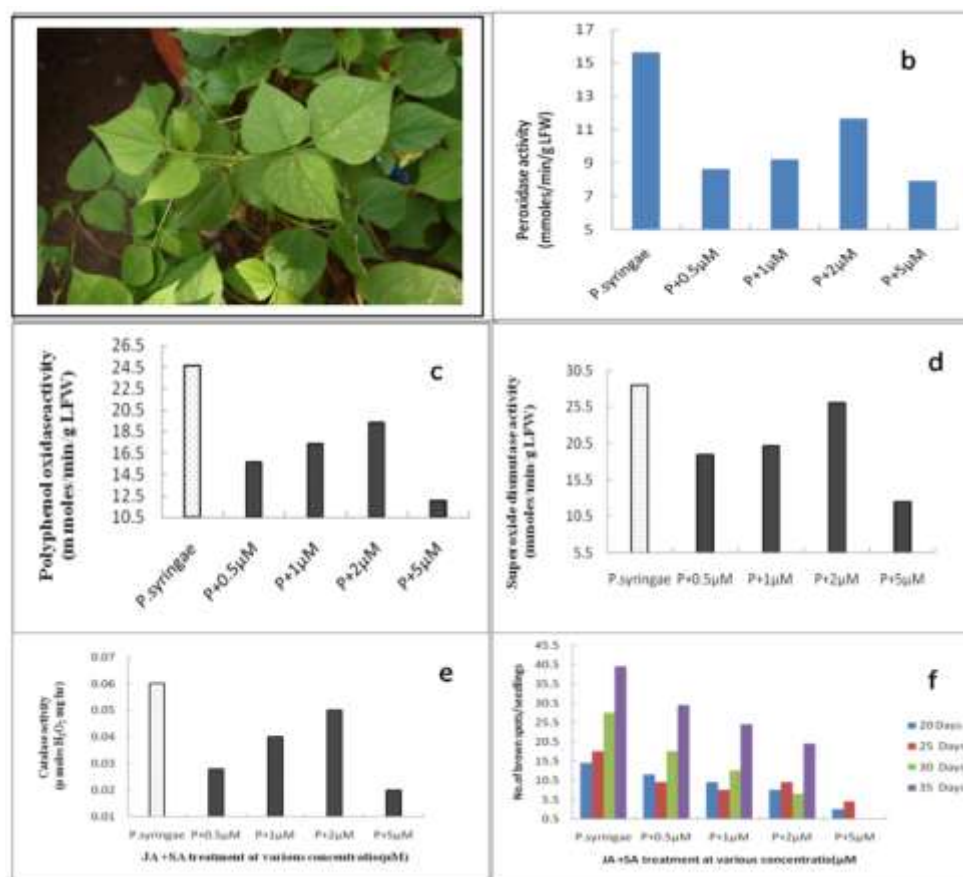 b
Peroxidase activity
(mmoles/min/g LFW)
17
15
13
11
9
7
5
P.syringae
P+0.5µM
P+1µM
P+2µM
P+5µM
c
Polyphenol oxidaseactivity
(m moles/min/g LFW)
26.5
24.5
22.5
20.5
18.5
16.5
14.5
12.5
10.5
P.syringae
P+0.5µM
P+1µM
P+2µM
P+5µM
d
Superoxide dismutase activity
(mmoles/min/g LFW)
30.5
25.5
20.5
15.5
10.5
5.5
P.syringae P+0.5µM P+1µM P+2µM P+5µM
e
Catalase activity
(µ moles H₂O₂ mg/hr)
0.07
0.06
0.05
0.04
0.03
0.02
0.01
P.syringae P+0.5µM P+1µM P+2µM P+5µM
JA +SA treatment at various concentratio(µM)
f
No.of brown spots/seedlings
45.5
40.5
35.5
30.5
25.5
20.5
15.5
10.5
5.5
0.5
20 Days
25 Days
30 Days
35 Days
P.syringae P+0.5µM P+1µM P+2µM P+5µM
JA +SA treatment at various concentratio(µM